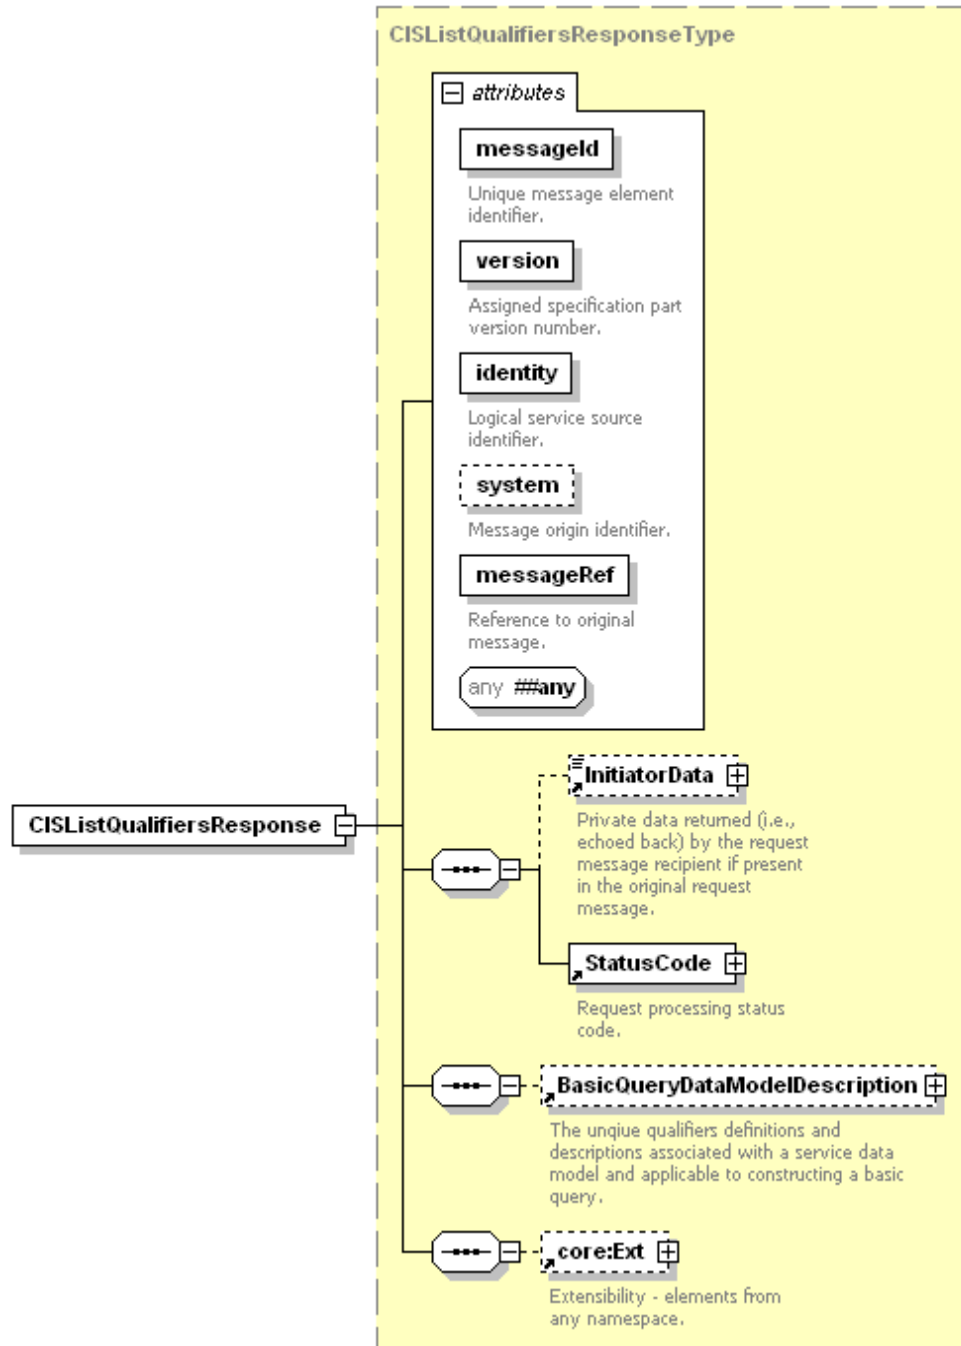 CISListQualifiersResponseType
attributes
messageId
Unique message element
identifier.
version
Assigned specification part
version number.
identity
Logical service source
identifier.
system
Message origin identifier.
messageRef
Reference to original
message.
any ##any
InitiatorData
Private data returned (i.e.,
echoed back) by the request
message recipient if present
in the original request
message.
CISListQualifiersResponse
StatusCode
Request processing status
code.
BasicQueryDataModelDescription
The unqiue qualifiers definitions and
descriptions associated with a service data
model and applicable to constructing a basic
query.
core:Ext
Extensibility - elements from
any namespace.